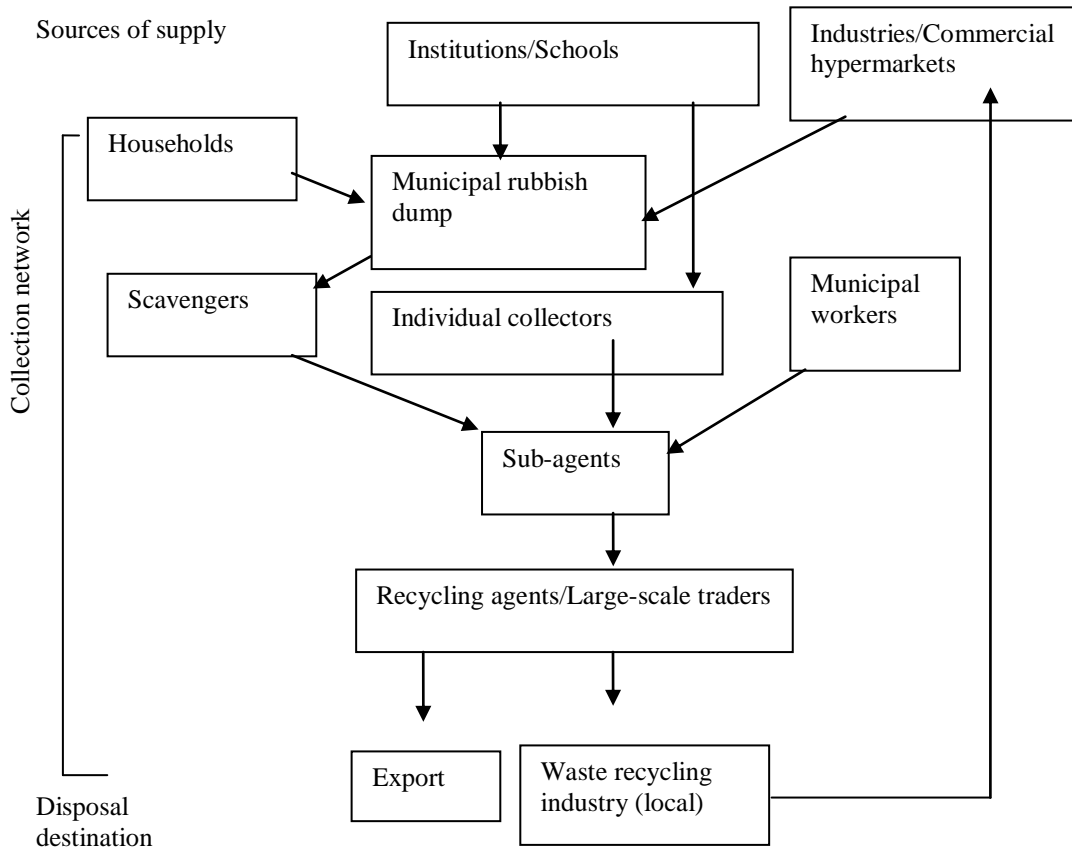 Sources of supply
Institutions/Schools
Industries/Commercial
hypermarkets
Households
Municipal rubbish
dump
Collection network
Scavengers
Individual collectors
Municipal
workers
Sub-agents
Recycling agents/Large-scale traders
Export
Waste recycling
industry (local)
Disposal
destination